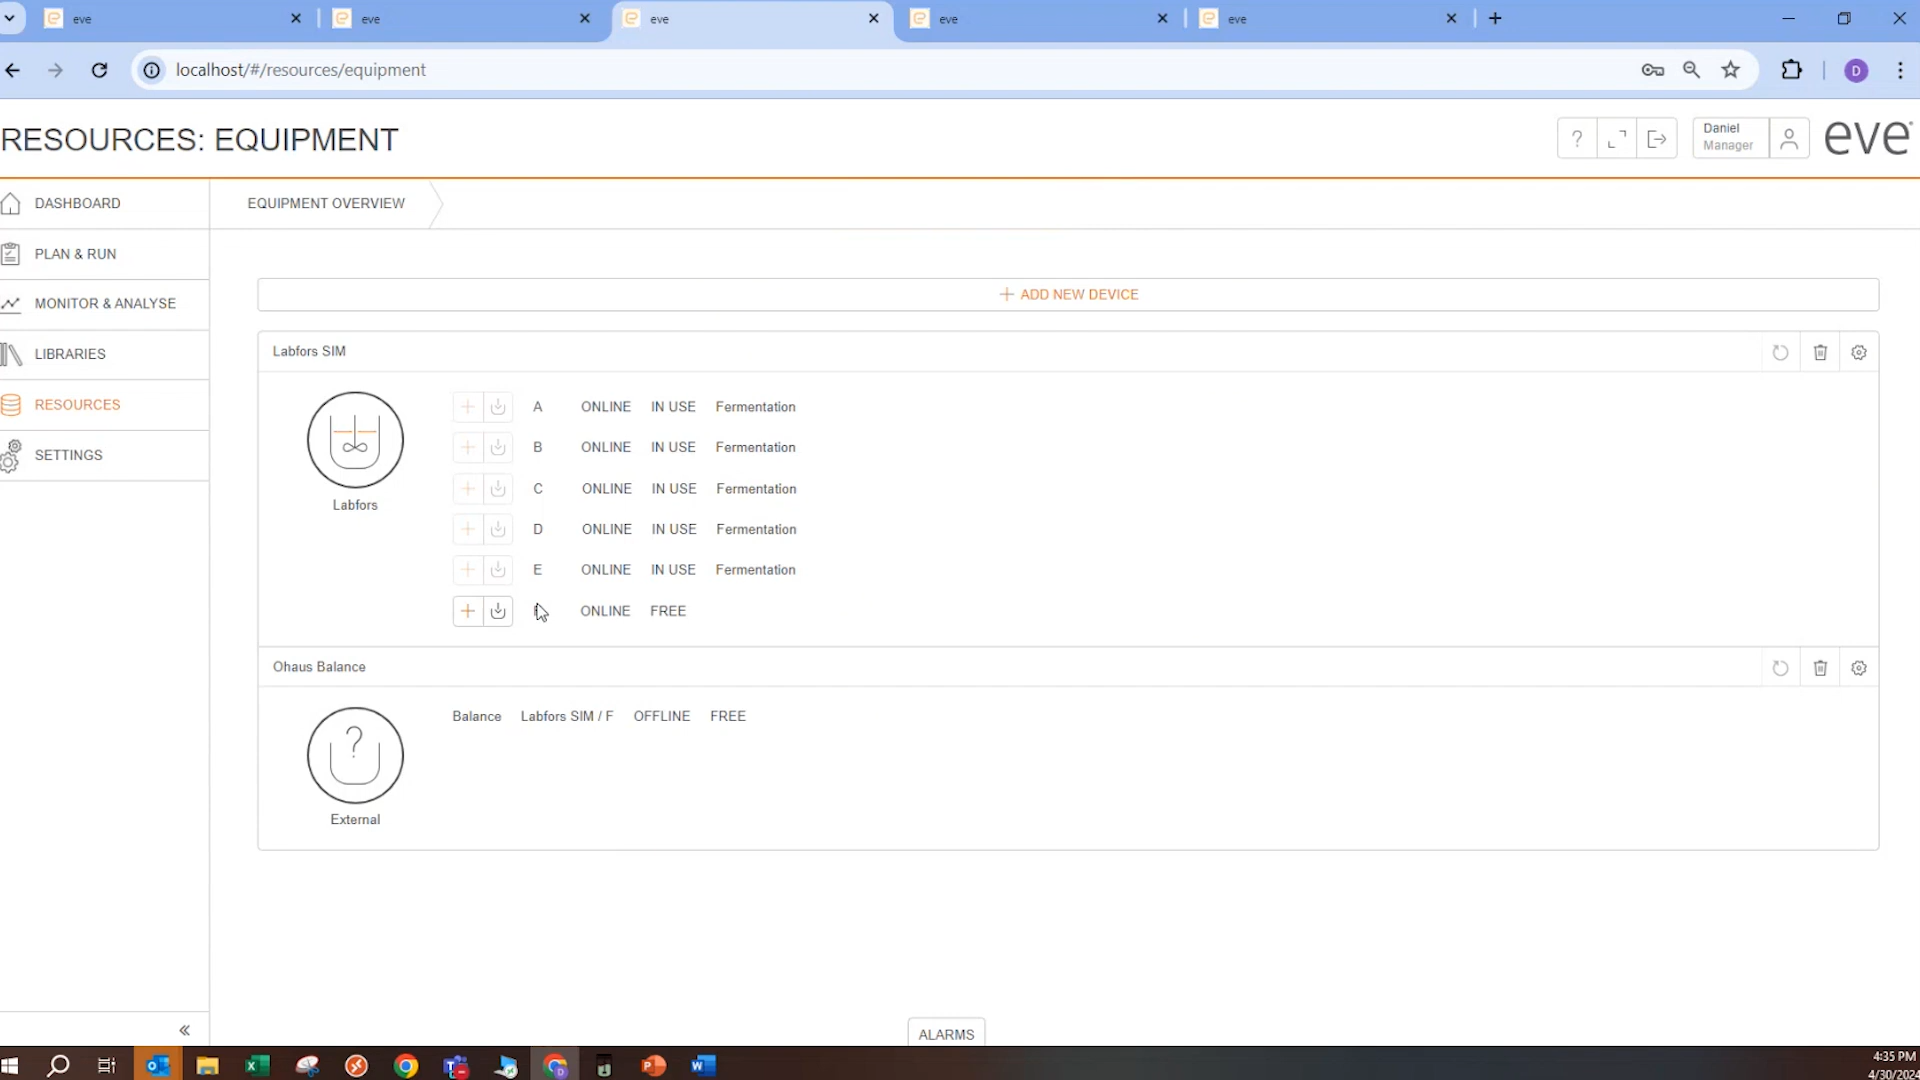 eve
eve
eve
eve
eve
localhost/#/resources/equipment
D
RESOURCES: EQUIPMENT
?
Daniel
Manager
eve
DASHBOARD
PLAN & RUN
MONITOR & ANALYSE
LIBRARIES
RESOURCES
SETTINGS
EQUIPMENT OVERVIEW
+ ADD NEW DEVICE
Labfors SIM
Labfors
A ONLINE IN USE Fermentation
B ONLINE IN USE Fermentation
C ONLINE IN USE Fermentation
D ONLINE IN USE Fermentation
E ONLINE IN USE Fermentation
ONLINE FREE
Ohaus Balance
?
External
Balance Labfors SIM / F OFFLINE FREE
ALARMS
4:35 PM
4/30/2024